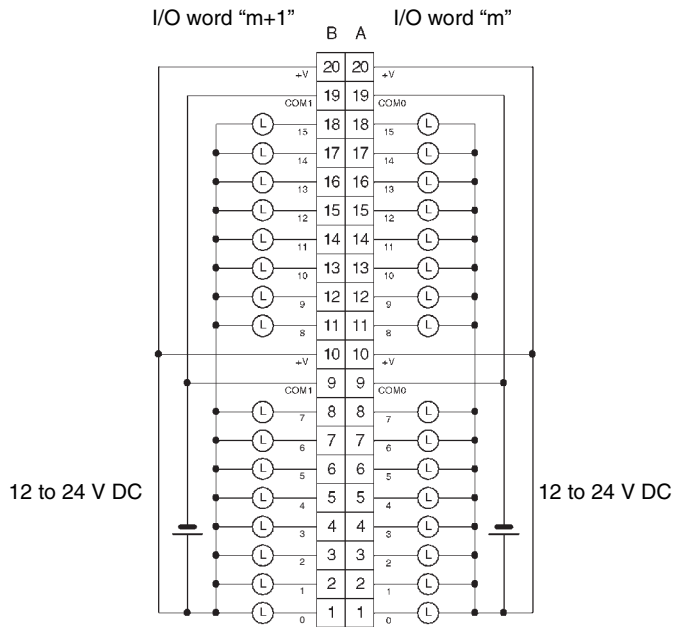 I/O word “m+1”
I/O word “m”
B A
+V 20 20 +V
COM1 19 19 COM0
L 15 18 18 15 L
L 14 17 17 14 L
L 13 16 16 13 L
L 12 15 15 12 L
L 11 14 14 11 L
L 10 13 13 10 L
L 9 12 12 9 L
L 8 11 11 8 L
+V 10 10 +V
COM1 9 9 COM0
L 7 8 8 7 L
L 6 7 7 6 L
L 5 6 6 5 L
L 4 5 5 4 L
L 3 4 4 3 L
L 2 3 3 2 L
L 1 2 2 1 L
L 0 1 1 0 L
12 to 24 V DC
12 to 24 V DC